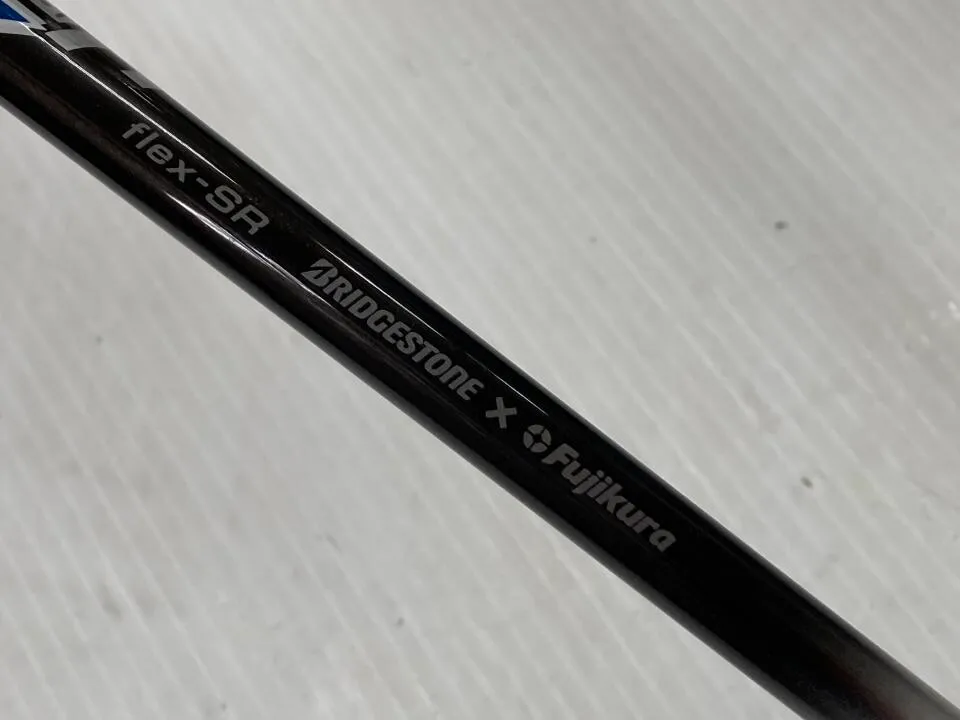 flex-SR BRIDGESTONE X Fujikura